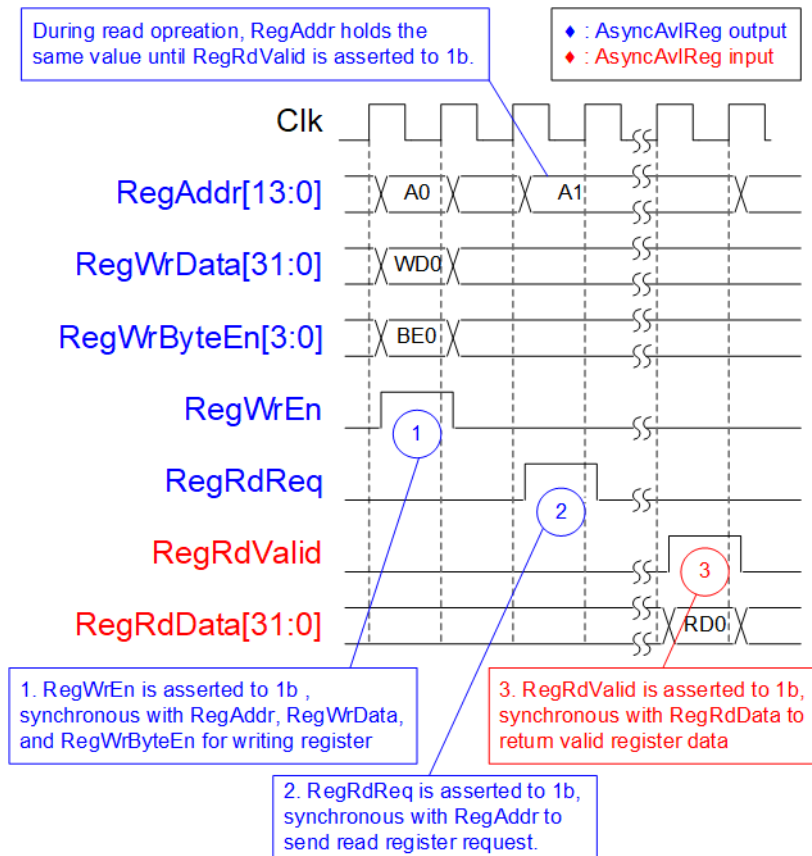 During read opreation, RegAddr holds the
same value until RegRdValid is asserted to 1b.
♦ : AsyncAvlReg output
♦ : AsyncAvlReg input
Clk
RegAddr[13:0]
A0
A1
RegWrData[31:0]
WD0
RegWrByteEn[3:0]
BE0
RegWrEn
1
RegRdReq
2
RegRdValid
3
RegRdData[31:0]
RD0
1. RegWrEn is asserted to 1b ,
synchronous with RegAddr, RegWrData,
and RegWrByteEn for writing register
3. RegRdValid is asserted to 1b,
synchronous with RegRdData to
return valid register data
2. RegRdReq is asserted to 1b,
synchronous with RegAddr to
send read register request.